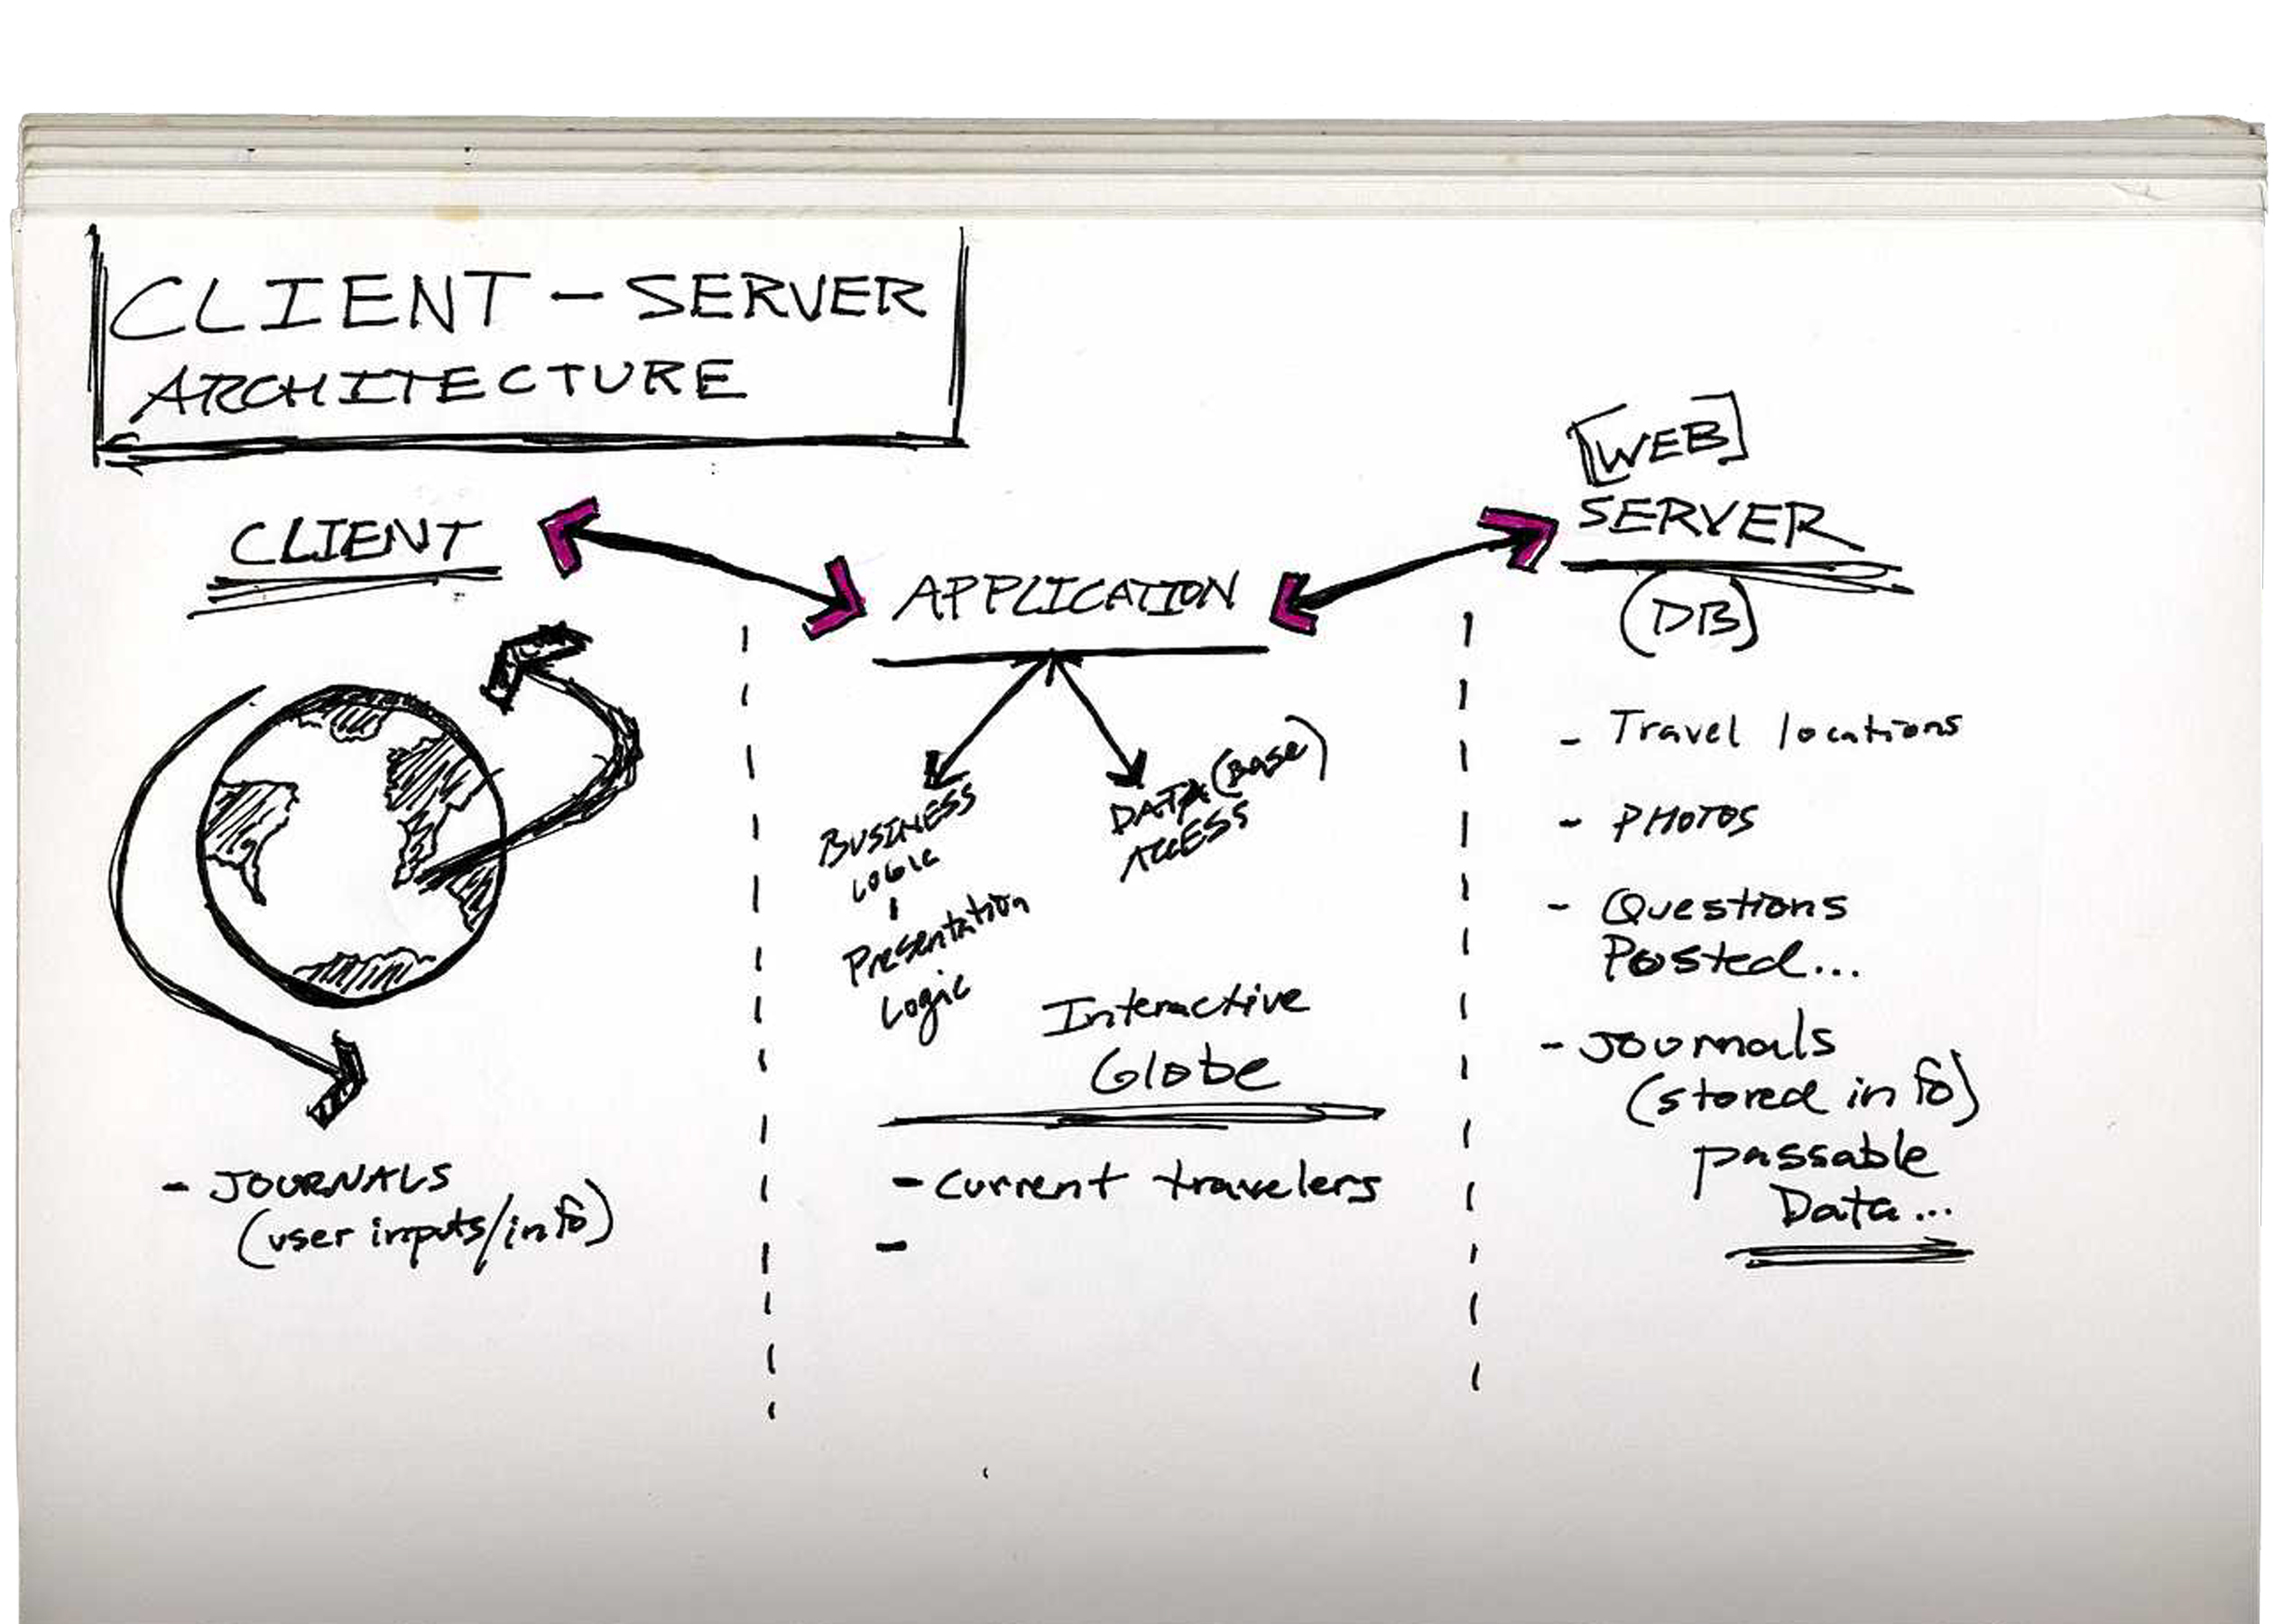 CLIENT - SERVER
ARCHITECTURE
CLIENT
- JOURNALS
(user inputs/info)
APPLICATION
BUSINESS
LOGIC
Presentation
Logic
DATA(Base)
ACCESS
Interactive
Globe
- Current travelers
-
[WEB]
SERVER
(DB)
- Travel locations
- PHOTOS
- Questions
Posted...
- Journals
(stored info)
passable
Data...